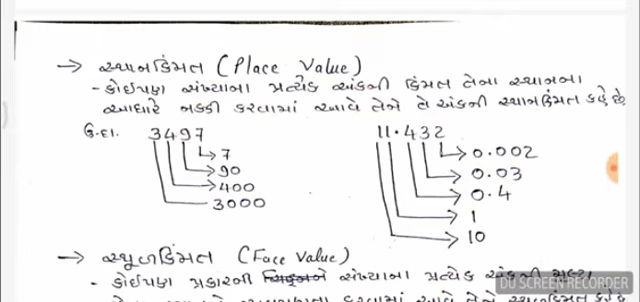 → સ્થાનકિંમત (Place Value)
- કોઈપણ સંખ્યાના પ્રત્યેક અંકની કિંમત તેના સ્થાનના
આધારે નક્કી કરવામાં આવે તેને તે અંકની સ્થાનકિંમત કહે છે.
ઉ.દા. 3497
→7
→90
→400
3000
11.432
→0.002
→0.03
→0.4
→1
→10
→ સ્થૂળકિંમત (Face Value)
- કોઈપણ પ્રકારની સંખ્યાના પ્રત્યેક અંકની
DU SCREEN RECORDER